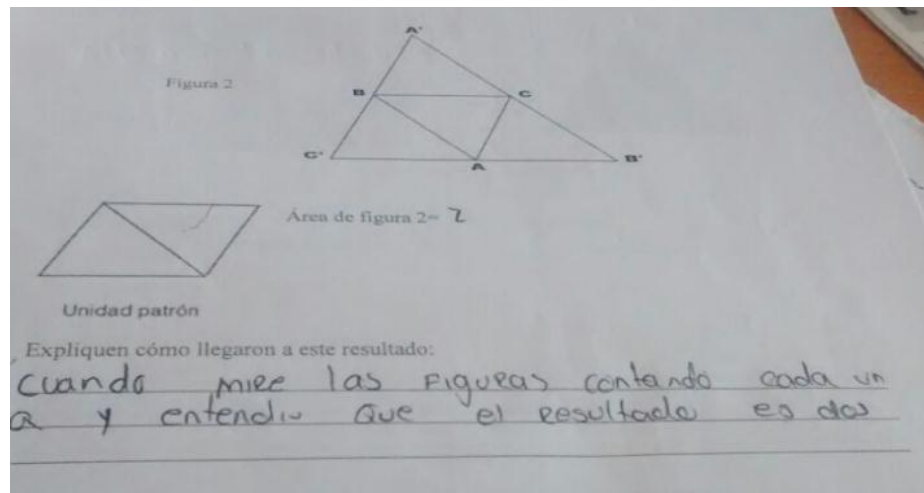 A'
Figura 2
B
C
C'
A
B'
Área de figura 2= 2
Unidad patrón
Expliquen cómo llegaron a este resultado:
Cuando mire las figuras contando cada un
a y entendiu que el resultado es dos